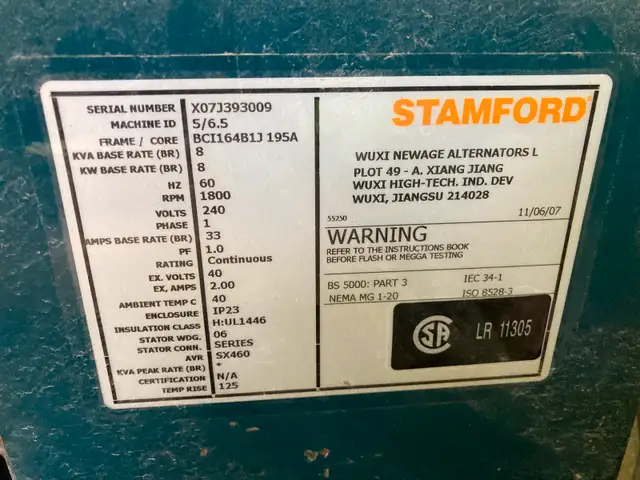 SERIAL NUMBER X07J393009
MACHINE ID 5/6.5
FRAME / CORE BCI164B1J 195A
KVA BASE RATE (BR) 8
KW BASE RATE (BR) 8
HZ 60
RPM 1800
VOLTS 240
PHASE 1
AMPS BASE RATE (BR) 33
PF 1.0
RATING Continuous
EX. VOLTS 40
EX, AMPS 2.00
AMBIENT TEMP C 40
ENCLOSURE IP23
INSULATION CLASS H:UL1446
STATOR WDG. 06
STATOR CONN. SERIES
AVR SX460
KVA PEAK RATE (BR) *
CERTIFICATION N/A
TEMP RISE 125
STAMFORD
WUXI NEWAGE ALTERNATORS L
PLOT 49 - A. XIANG JIANG
WUXI HIGH-TECH. IND. DEV
WUXI, JIANGSU 214028
55250 11/06/07
WARNING
REFER TO THE INSTRUCTIONS BOOK
BEFORE FLASH OR MEGGA TESTING
BS 5000: PART 3 IEC 34-1
NEMA MG 1-20 ISO 8528-3
SA LR 11305